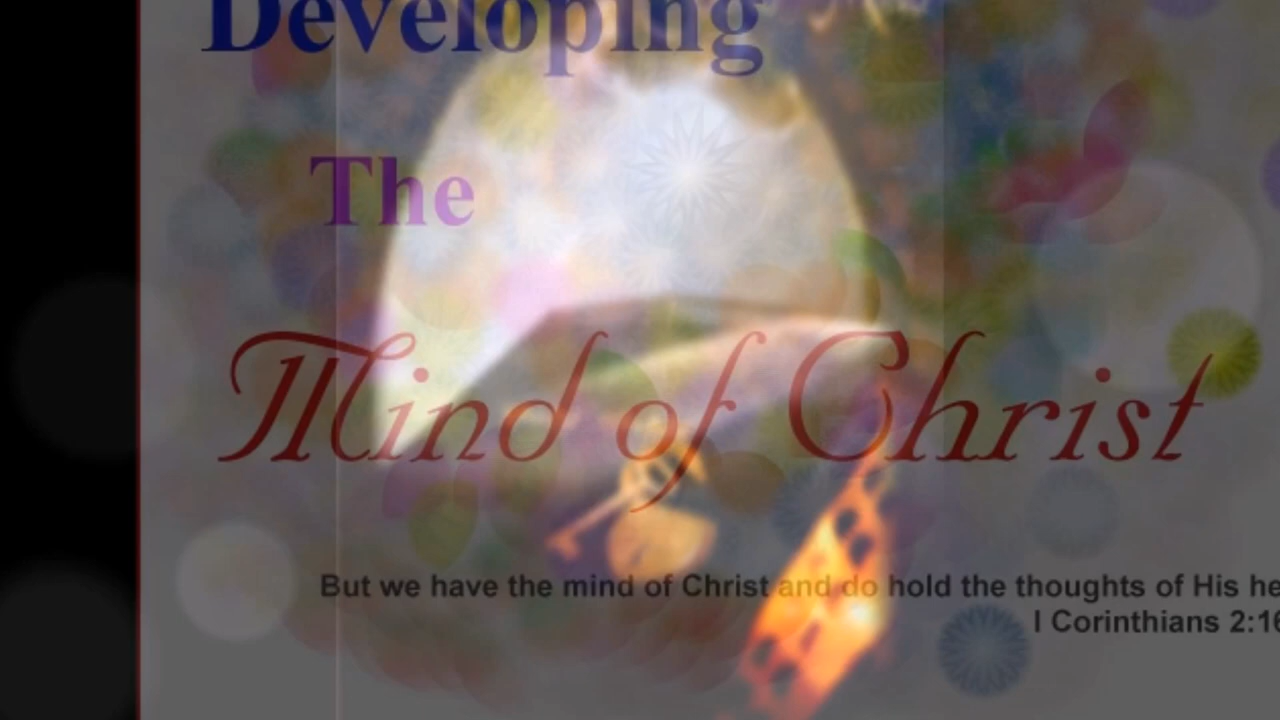 Developing
The
Mind of Christ
But we have the mind of Christ and do hold the thoughts of His he
I Corinthians 2:16